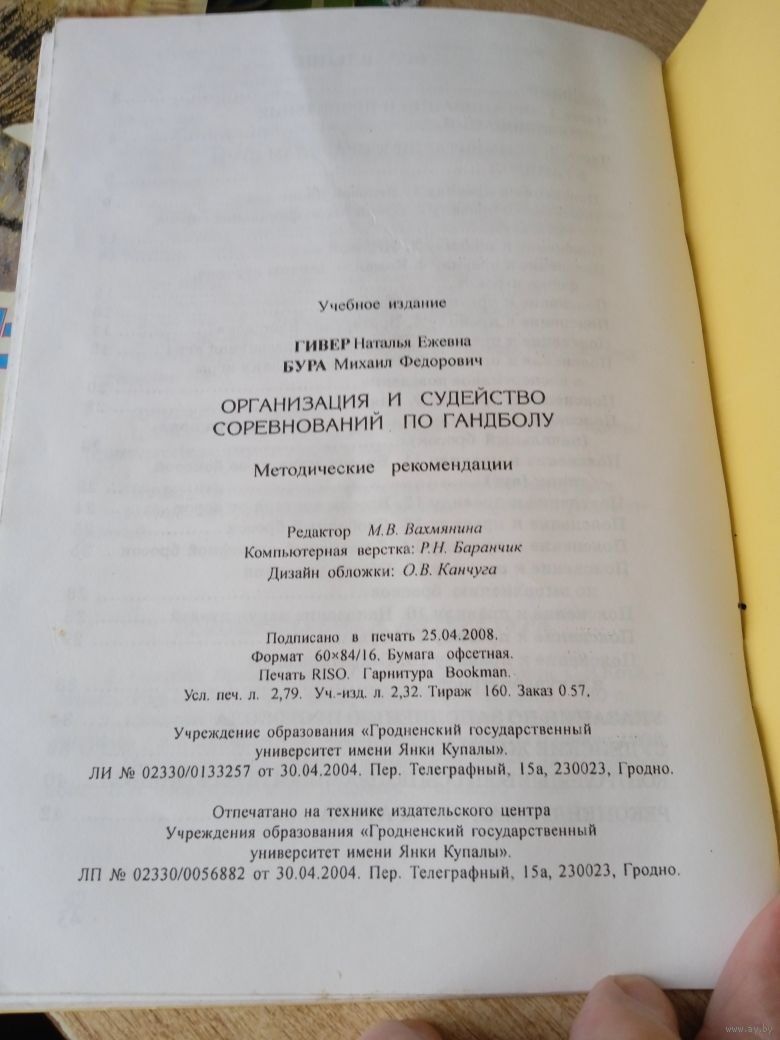 Учебное издание
ГИВЕР Наталья Ежевна
БУРА Михаил Федорович
ОРГАНИЗАЦИЯ И СУДЕЙСТВО
СОРЕВНОВАНИЙ ПО ГАНДБОЛУ
Методические рекомендации
Редактор М.В. Вахмянина
Компьютерная верстка: Р.Н. Баранчик
Дизайн обложки: О.В. Канчуга
Подписано в печать 25.04.2008.
Формат 60×84/16. Бумага офсетная.
Печать RISO. Гарнитура Bookman.
Усл. печ. л. 2,79. Уч.-изд. л. 2,32. Тираж 160. Заказ 057.
Учреждение образования «Гродненский государственный
университет имени Янки Купалы».
ЛИ № 02330/0133257 от 30.04.2004. Пер. Телеграфный, 15а, 230023, Гродно.
Отпечатано на технике издательского центра
Учреждения образования «Гродненский государственный
университет имени Янки Купалы».
ЛП № 02330/0056882 от 30.04.2004. Пер. Телеграфный, 15а, 230023, Гродно.
www.ay.by